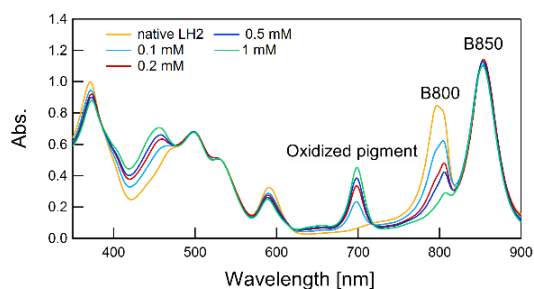 1.4
1.2
1.0
0.8
0.6
0.4
0.2
0.0
Abs.
native LH2
0.1 mM
0.2 mM
0.5 mM
1 mM
B850
B800
Oxidized pigment
400 500 600 700 800 900
Wavelength [nm]